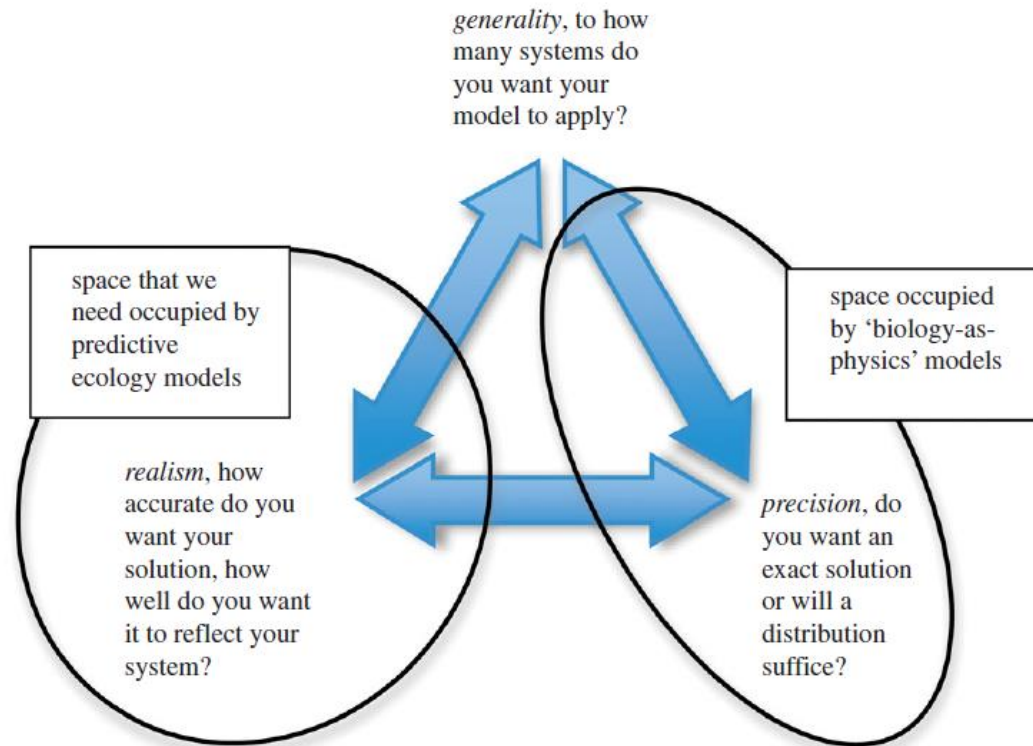 generality, to how
many systems do
you want your
model to apply?
space that we
need occupied by
predictive
ecology models
space occupied
by ‘biology-as-
physics’ models
realism, how
accurate do you
want your
solution, how
well do you want
it to reflect your
system?
precision, do
you want an
exact solution
or will a
distribution
suffice?